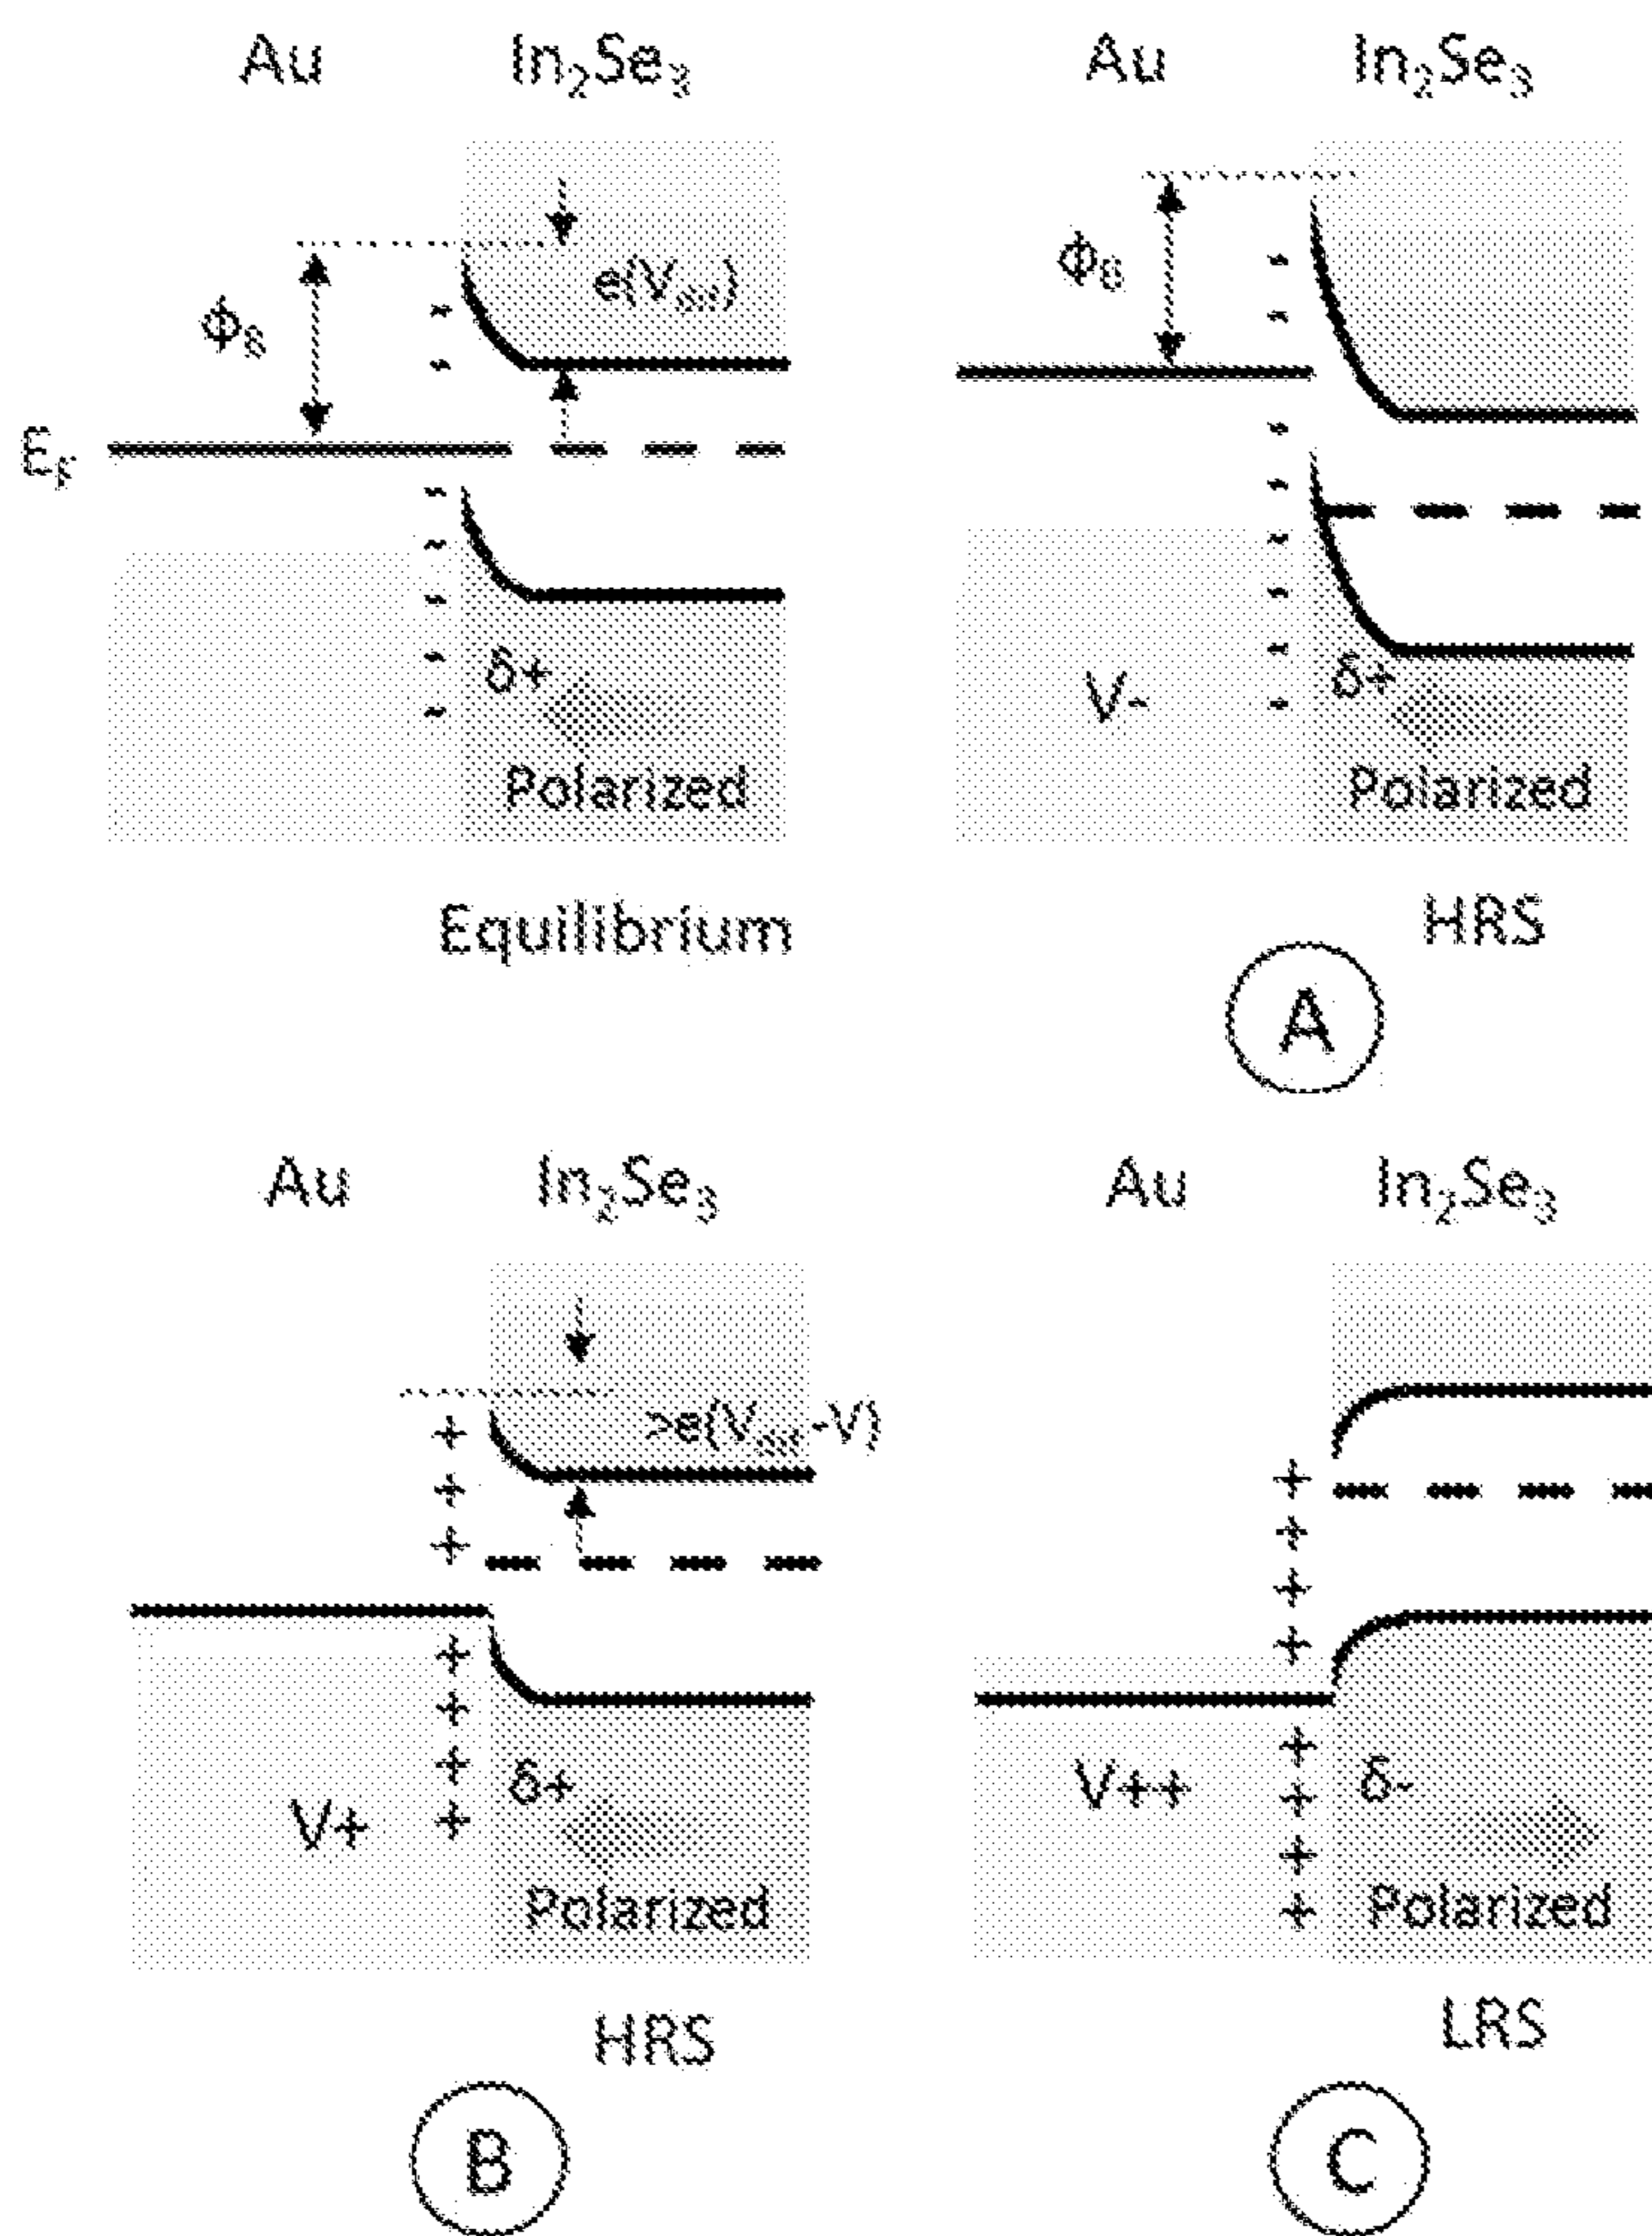 Au In₂Se₃
Φ_B
e(V_bi)
E_F
δ+
Polarized
Equilibrium
Au In₂Se₃
Φ_B
V-
δ+
Polarized
HRS
A
Au In₂Se₃
>e(V_bi-V)
V+
δ+
Polarized
HRS
B
Au In₂Se₃
V++
δ-
Polarized
LRS
C